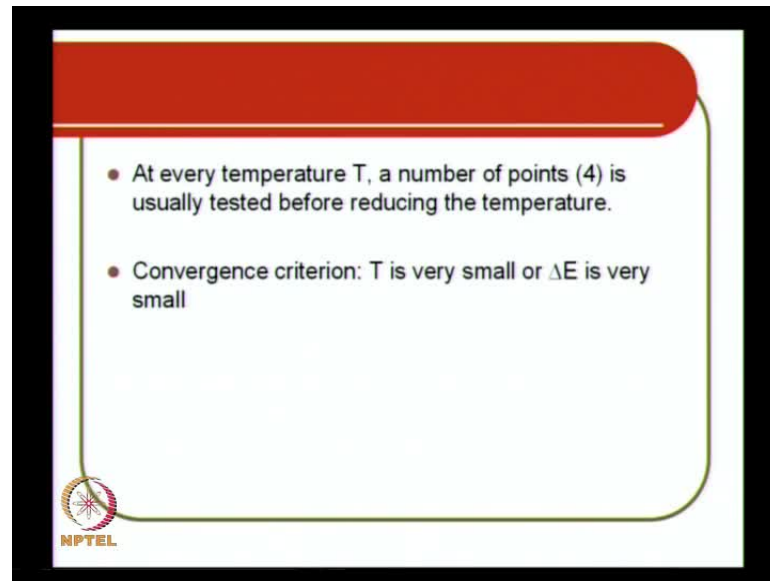 At every temperature T, a number of points (4) is
usually tested before reducing the temperature.
Convergence criterion: T is very small or ΔE is very
small
NPTEL